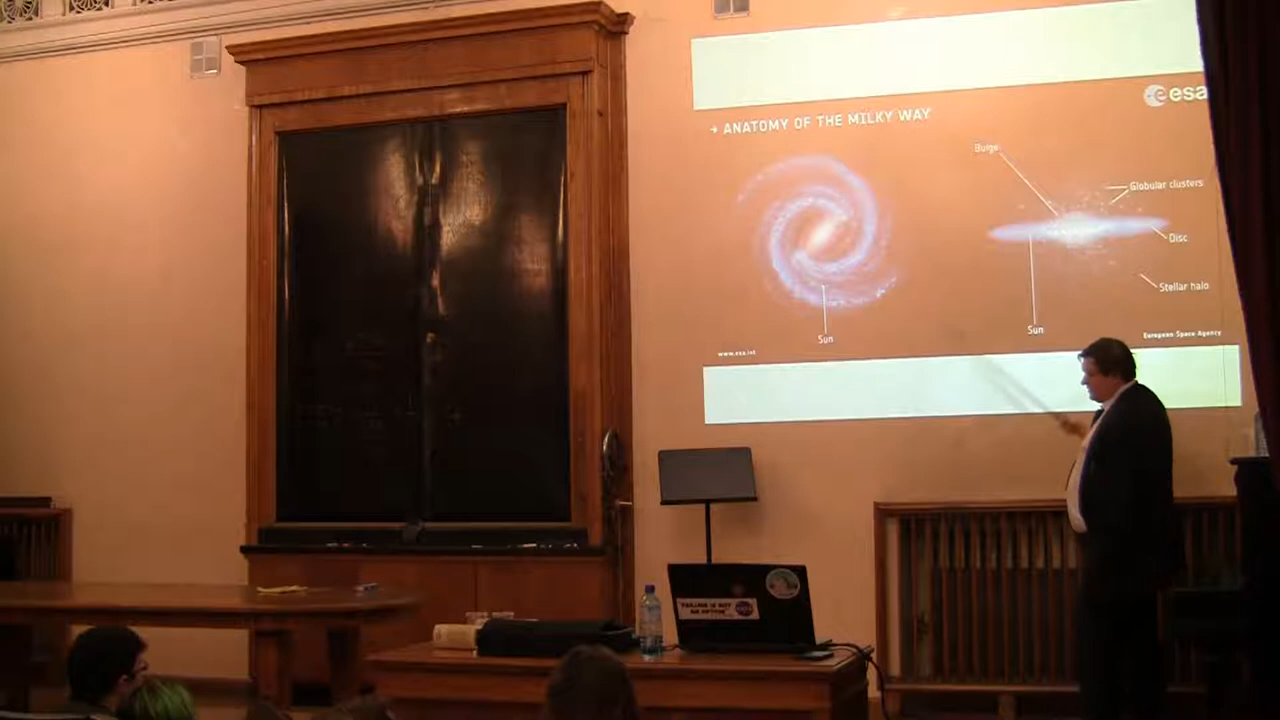 esa
→ ANATOMY OF THE MILKY WAY
Bulge
Globular clusters
Disc
Stellar halo
Sun
Sun
www.esa.int
European Space Agency
"FAILURE IS NOT
AN OPTION"
NASA